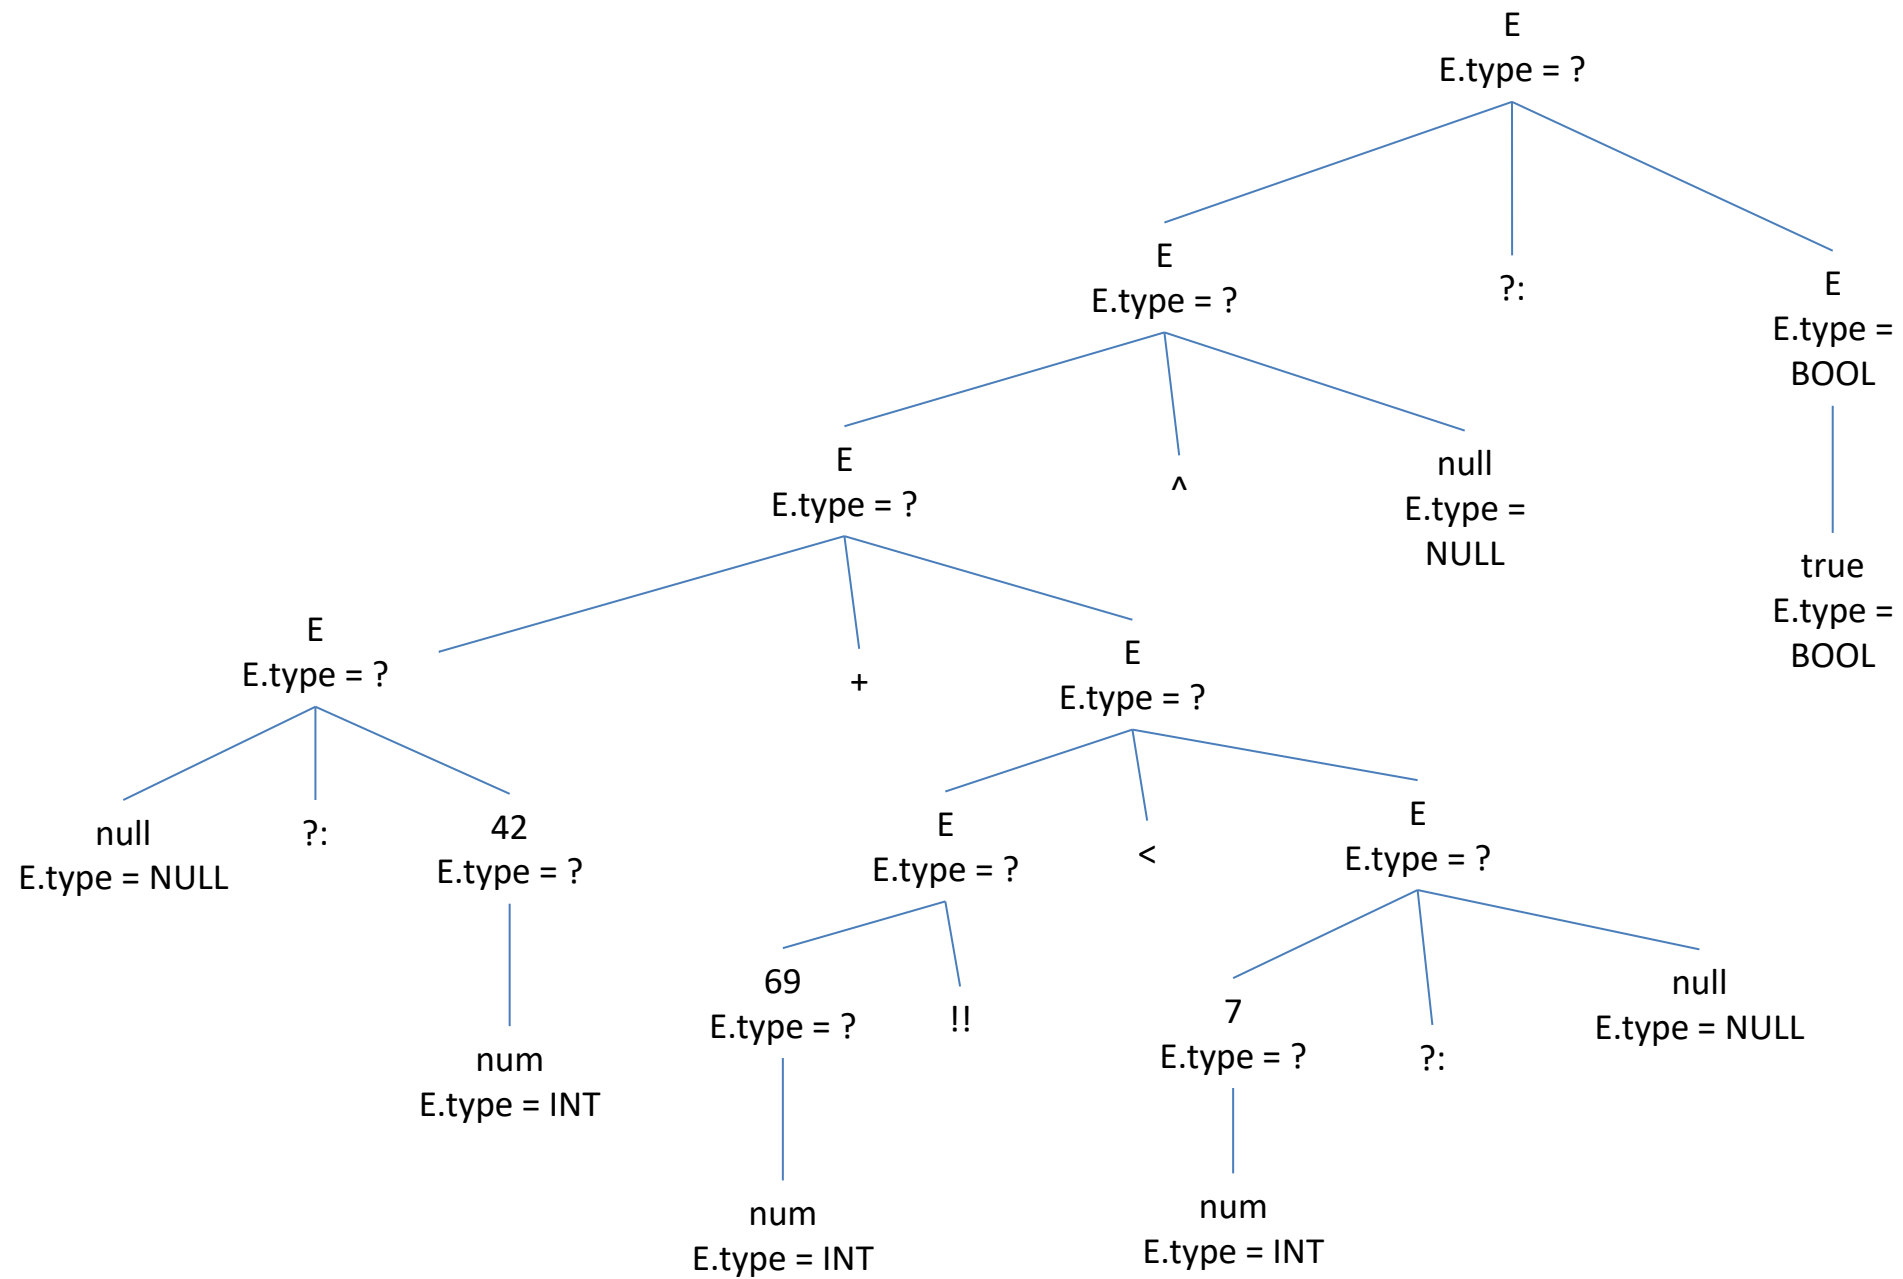 E
E.type = ?
E
E.type = ?
?:
E
E.type =
BOOL
E
E.type = ?
^
null
E.type =
NULL
true
E.type =
BOOL
E
E.type = ?
+
E
E.type = ?
null
E.type = NULL
?:
42
E.type = ?
E
E.type = ?
<
E
E.type = ?
num
E.type = INT
69
E.type = ?
!!
7
E.type = ?
?:
null
E.type = NULL
num
E.type = INT
num
E.type = INT